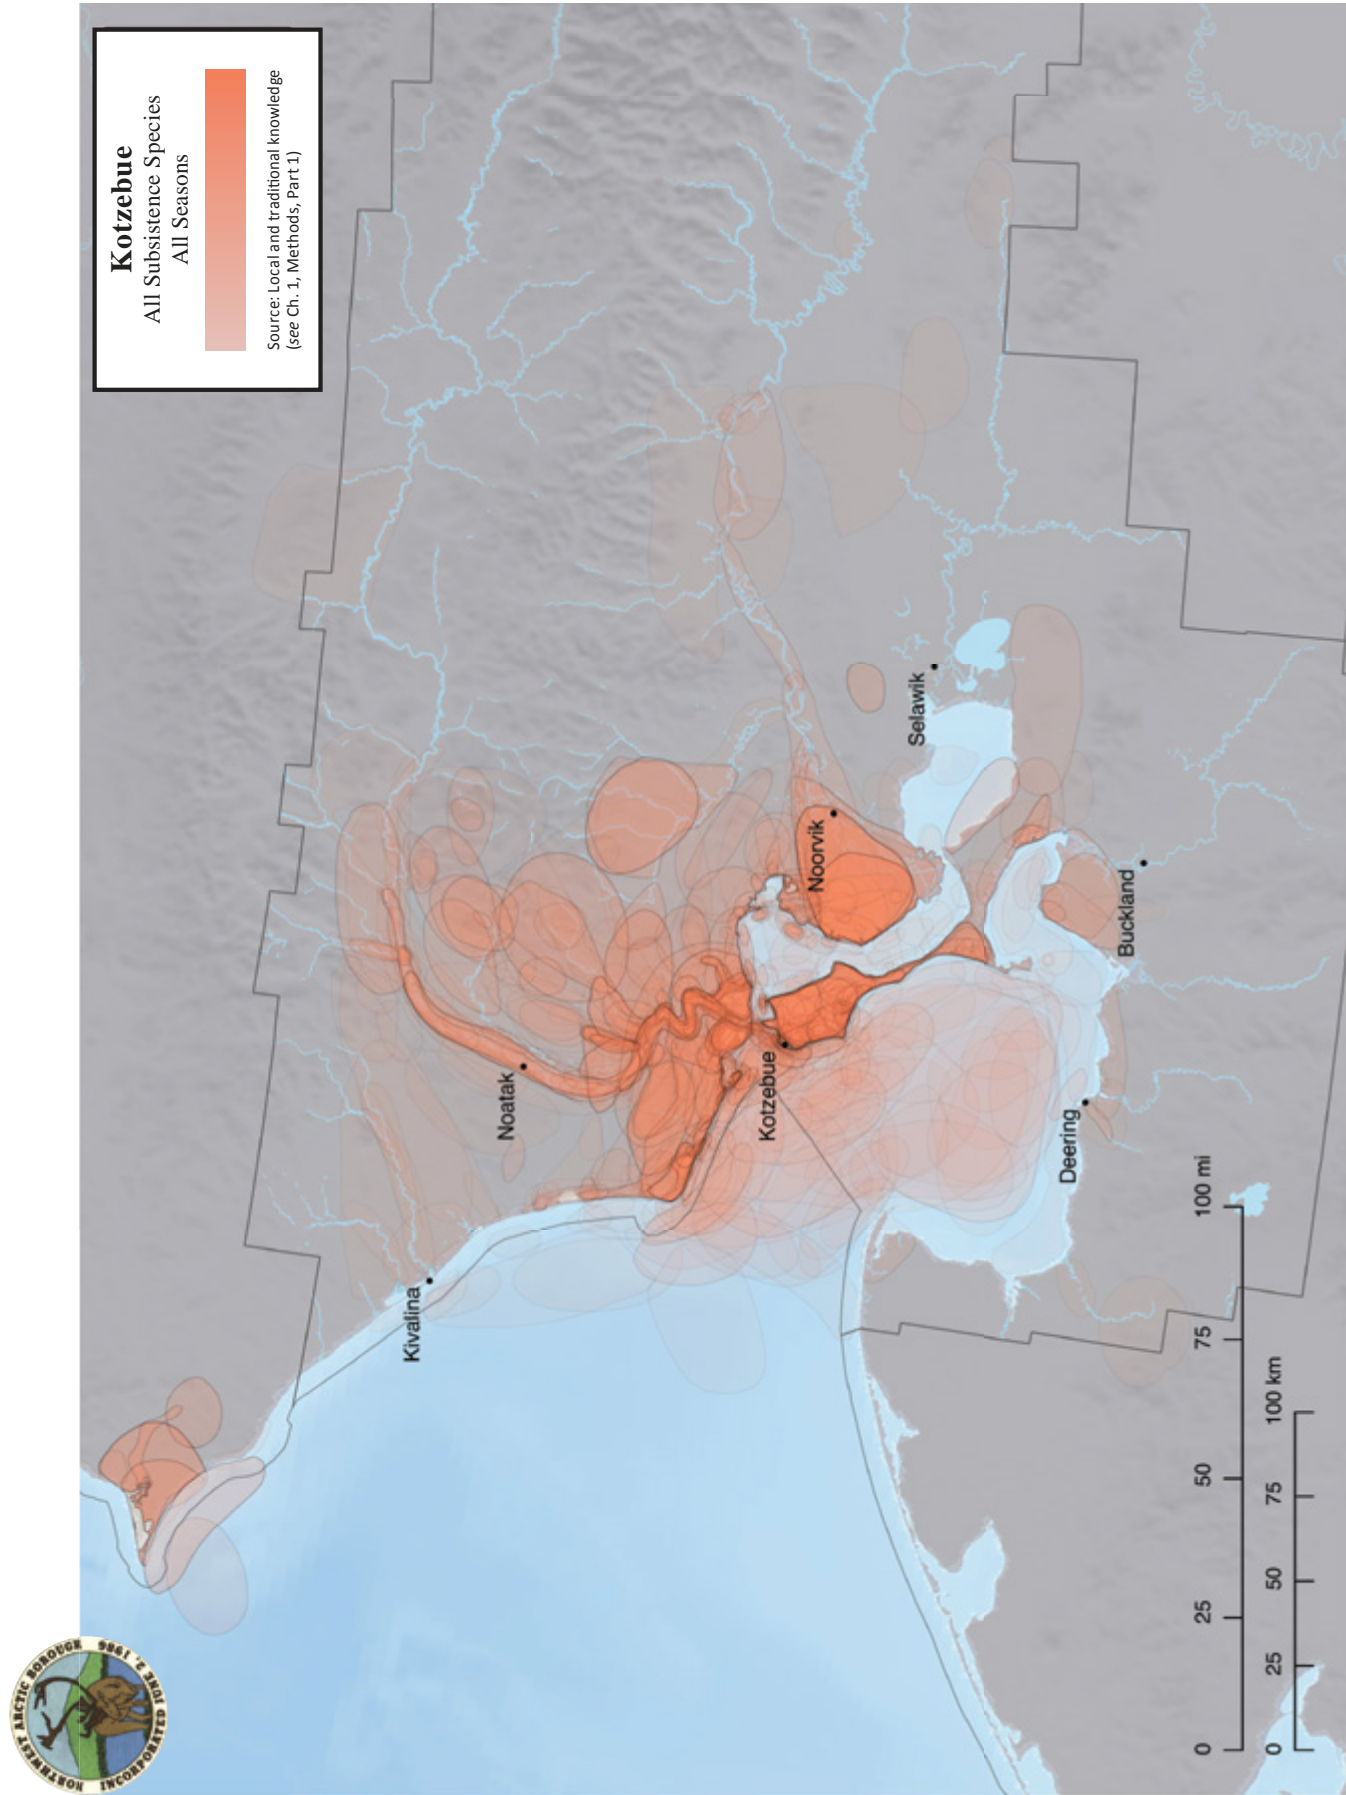 Kotzebue
All Subsistence Species
All Seasons
Source: Local and traditional knowledge
(see Ch. 1, Methods, Part 1)
NORTHWEST ARCTIC BOROUGH
INCORPORATED JUNE 2, 1986
Kivalina
Noatak
Kotzebue
Noorvik
Selawik
Buckland
Deering
0 25 50 75 100 mi
0 25 50 75 100 km